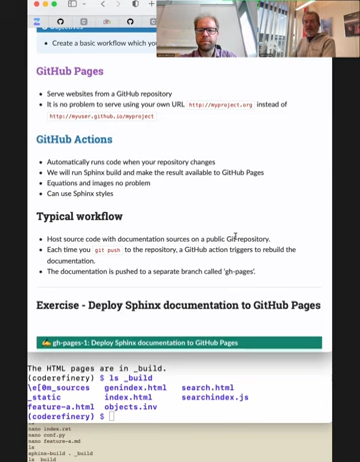 Objectives
• Create a basic workflow which you
GitHub Pages
• Serve websites from a GitHub repository
• It is no problem to serve using your own URL http://myproject.org instead of
http://myuser.github.io/myproject
GitHub Actions
• Automatically runs code when your repository changes
• We will run Sphinx build and make the result available to GitHub Pages
• Equations and images no problem
• Can use Sphinx styles
Typical workflow
• Host source code with documentation sources on a public Git repository.
• Each time you git push to the repository, a GitHub action triggers to rebuild the
documentation.
• The documentation is pushed to a separate branch called 'gh-pages'.
Exercise - Deploy Sphinx documentation to GitHub Pages
✍️ gh-pages-1: Deploy Sphinx documentation to GitHub Pages
The HTML pages are in _build.
(coderefinery) $ ls _build
\e[0m_sources genindex.html search.html
_static index.html searchindex.js
feature-a.html objects.inv
(coderefinery) $
nano index.rst
nano conf.py
nano feature-a.md
ls
sphinx-build . _build
ls _build